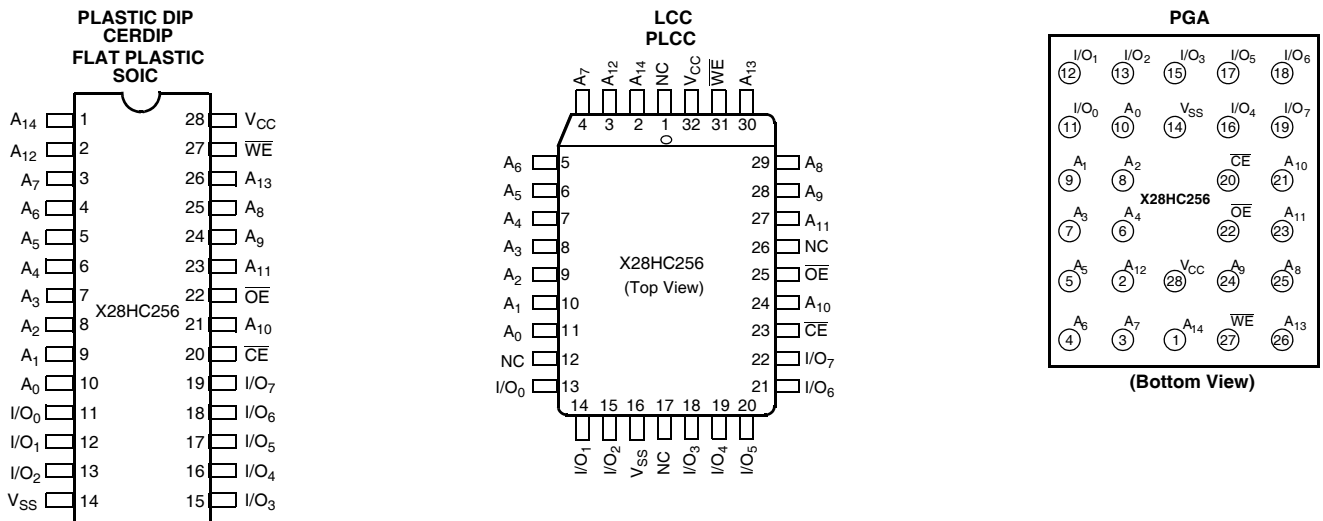 PLASTIC DIP
CERDIP
FLAT PLASTIC
SOIC
A14 1 28 VCC
A12 2 27 W̅E̅
A7 3 26 A13
A6 4 25 A8
A5 5 24 A9
A4 6 23 A11
A3 7 22 O̅E̅
X28HC256
A2 8 21 A10
A1 9 20 C̅E̅
A0 10 19 I/O7
I/O0 11 18 I/O6
I/O1 12 17 I/O5
I/O2 13 16 I/O4
VSS 14 15 I/O3
LCC
PLCC
A7 A12 A14 NC VCC W̅E̅ A13
4 3 2 1 32 31 30
A6 5 29 A8
A5 6 28 A9
A4 7 27 A11
A3 8 26 NC
X28HC256
A2 9 25 O̅E̅
(Top View)
A1 10 24 A10
A0 11 23 C̅E̅
NC 12 22 I/O7
I/O0 13 21 I/O6
14 15 16 17 18 19 20
I/O1 I/O2 VSS NC I/O3 I/O4 I/O5
PGA
I/O1 I/O2 I/O3 I/O5 I/O6
12 13 15 17 18
I/O0 A0 VSS I/O4 I/O7
11 10 14 16 19
A1 A2 C̅E̅ A10
9 8 20 21
X28HC256
A3 A4 O̅E̅ A11
7 6 22 23
A5 A12 VCC A9 A8
5 2 28 24 25
A6 A7 A14 W̅E̅ A13
4 3 1 27 26
(Bottom View)